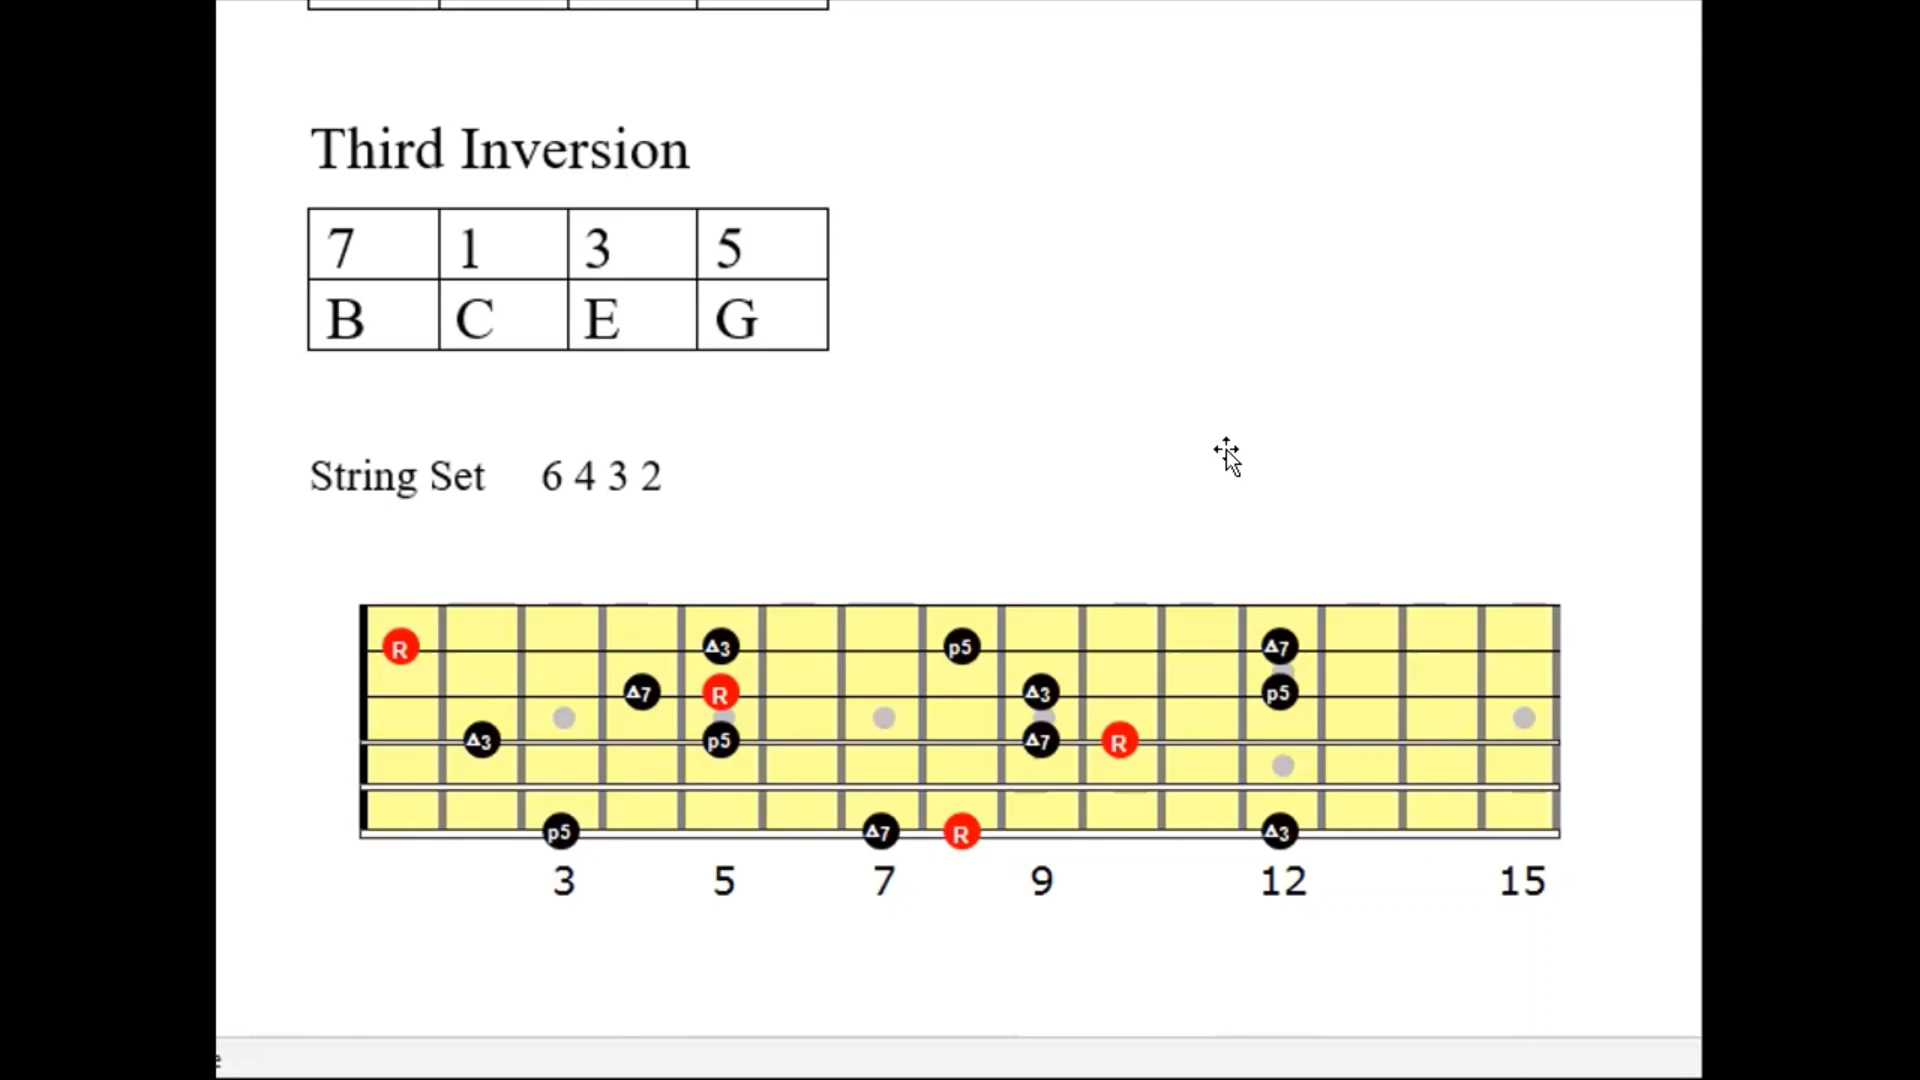 Third Inversion
7 1 3 5
B C E G
String Set 6 4 3 2
R Δ3 p5 Δ7
Δ7 R Δ3 p5
Δ3 p5 Δ7 R
p5 Δ7 R Δ3
3 5 7 9 12 15